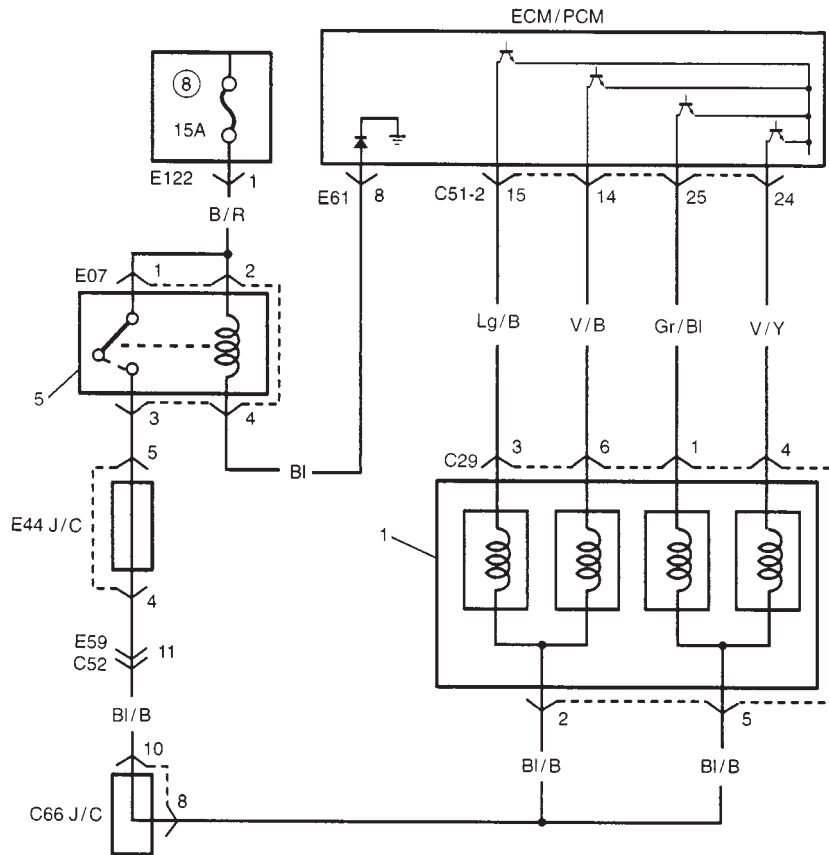 ECM/PCM
8
15A
E122 1
E61 8
C51-2 15 14 25 24
B/R
E07 1 2
Lg/B V/B Gr/Bl V/Y
5
3 4
Bl
5
C29 3 6 1 4
E44 J/C
1
4
E59
C52
11
2 5
Bl/B
Bl/B Bl/B
10
8
C66 J/C